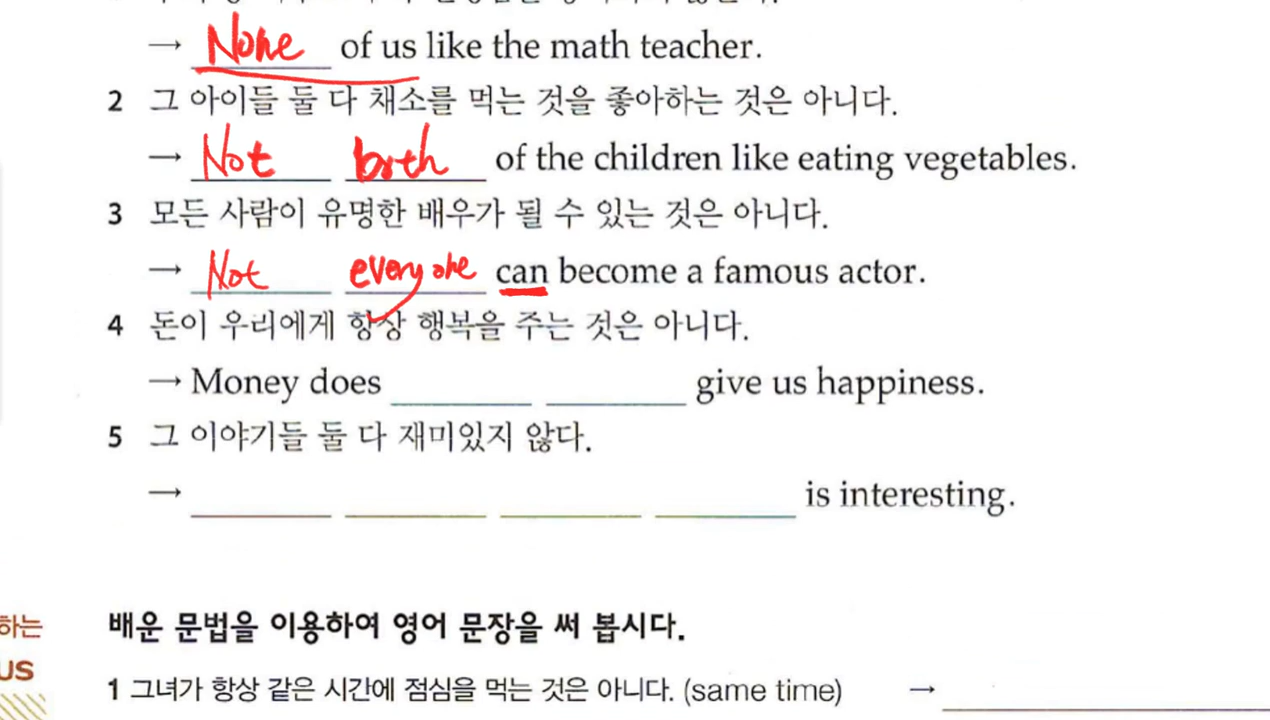 → None of us like the math teacher.
2 그 아이들 둘 다 채소를 먹는 것을 좋아하는 것은 아니다.
→ Not both of the children like eating vegetables.
3 모든 사람이 유명한 배우가 될 수 있는 것은 아니다.
→ Not everyone can become a famous actor.
4 돈이 우리에게 항상 행복을 주는 것은 아니다.
→ Money does give us happiness.
5 그 이야기들 둘 다 재미있지 않다.
→ is interesting.
하는
US
배운 문법을 이용하여 영어 문장을 써 봅시다.
1 그녀가 항상 같은 시간에 점심을 먹는 것은 아니다. (same time) →